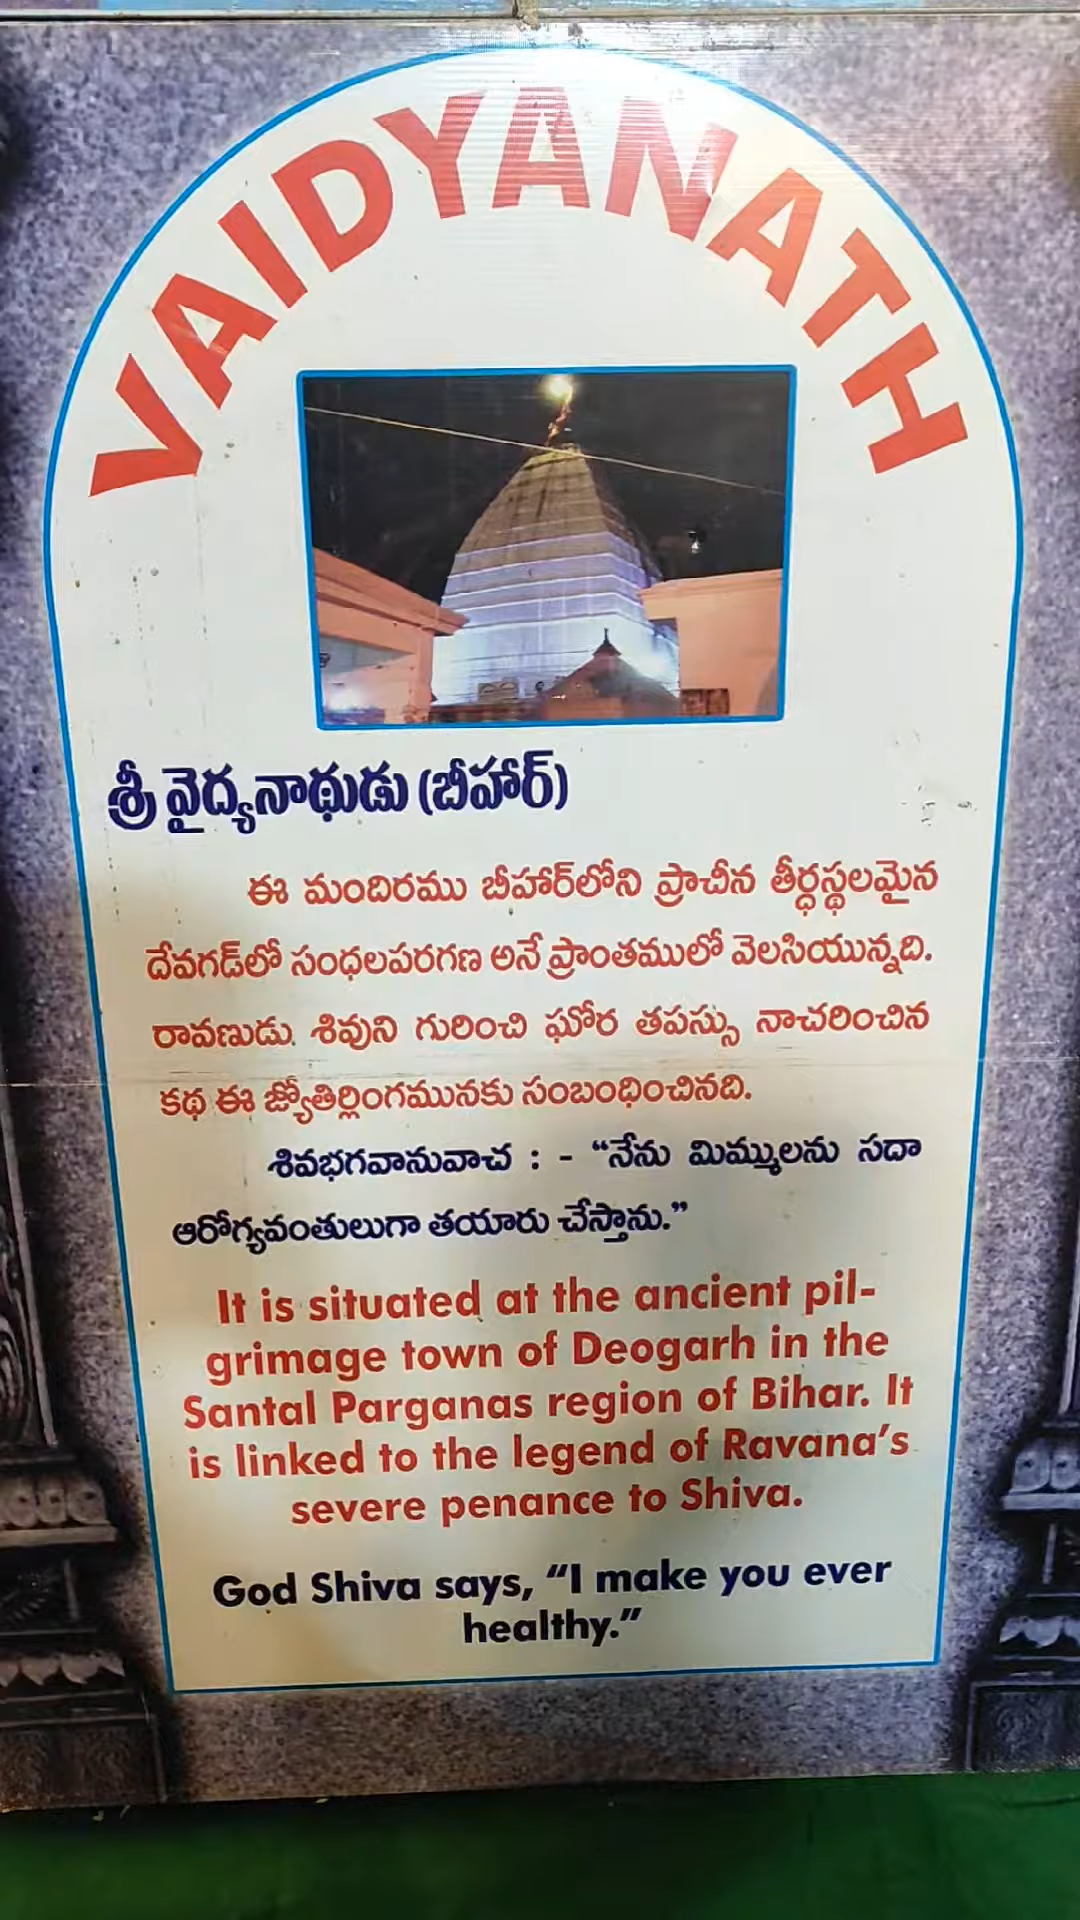 VAIDYANATH
శ్రీ వైద్యనాథుడు (బీహార్)
ఈ మందిరము బీహార్‌లోని ప్రాచీన తీర్థస్థలమైన
దేవగడ్‌లో సంధలపరగణ అనే ప్రాంతములో వెలసియున్నది.
రావణుడు శివుని గురించి ఘోర తపస్సు నాచరించిన
కథ ఈ జ్యోతిర్లింగమునకు సంబంధించినది.
శివభగవానువాచ : - “నేను మిమ్ములను సదా
ఆరోగ్యవంతులుగా తయారు చేస్తాను.”
It is situated at the ancient pil-
grimage town of Deogarh in the
Santal Parganas region of Bihar. It
is linked to the legend of Ravana’s
severe penance to Shiva.
God Shiva says, “I make you ever
healthy.”